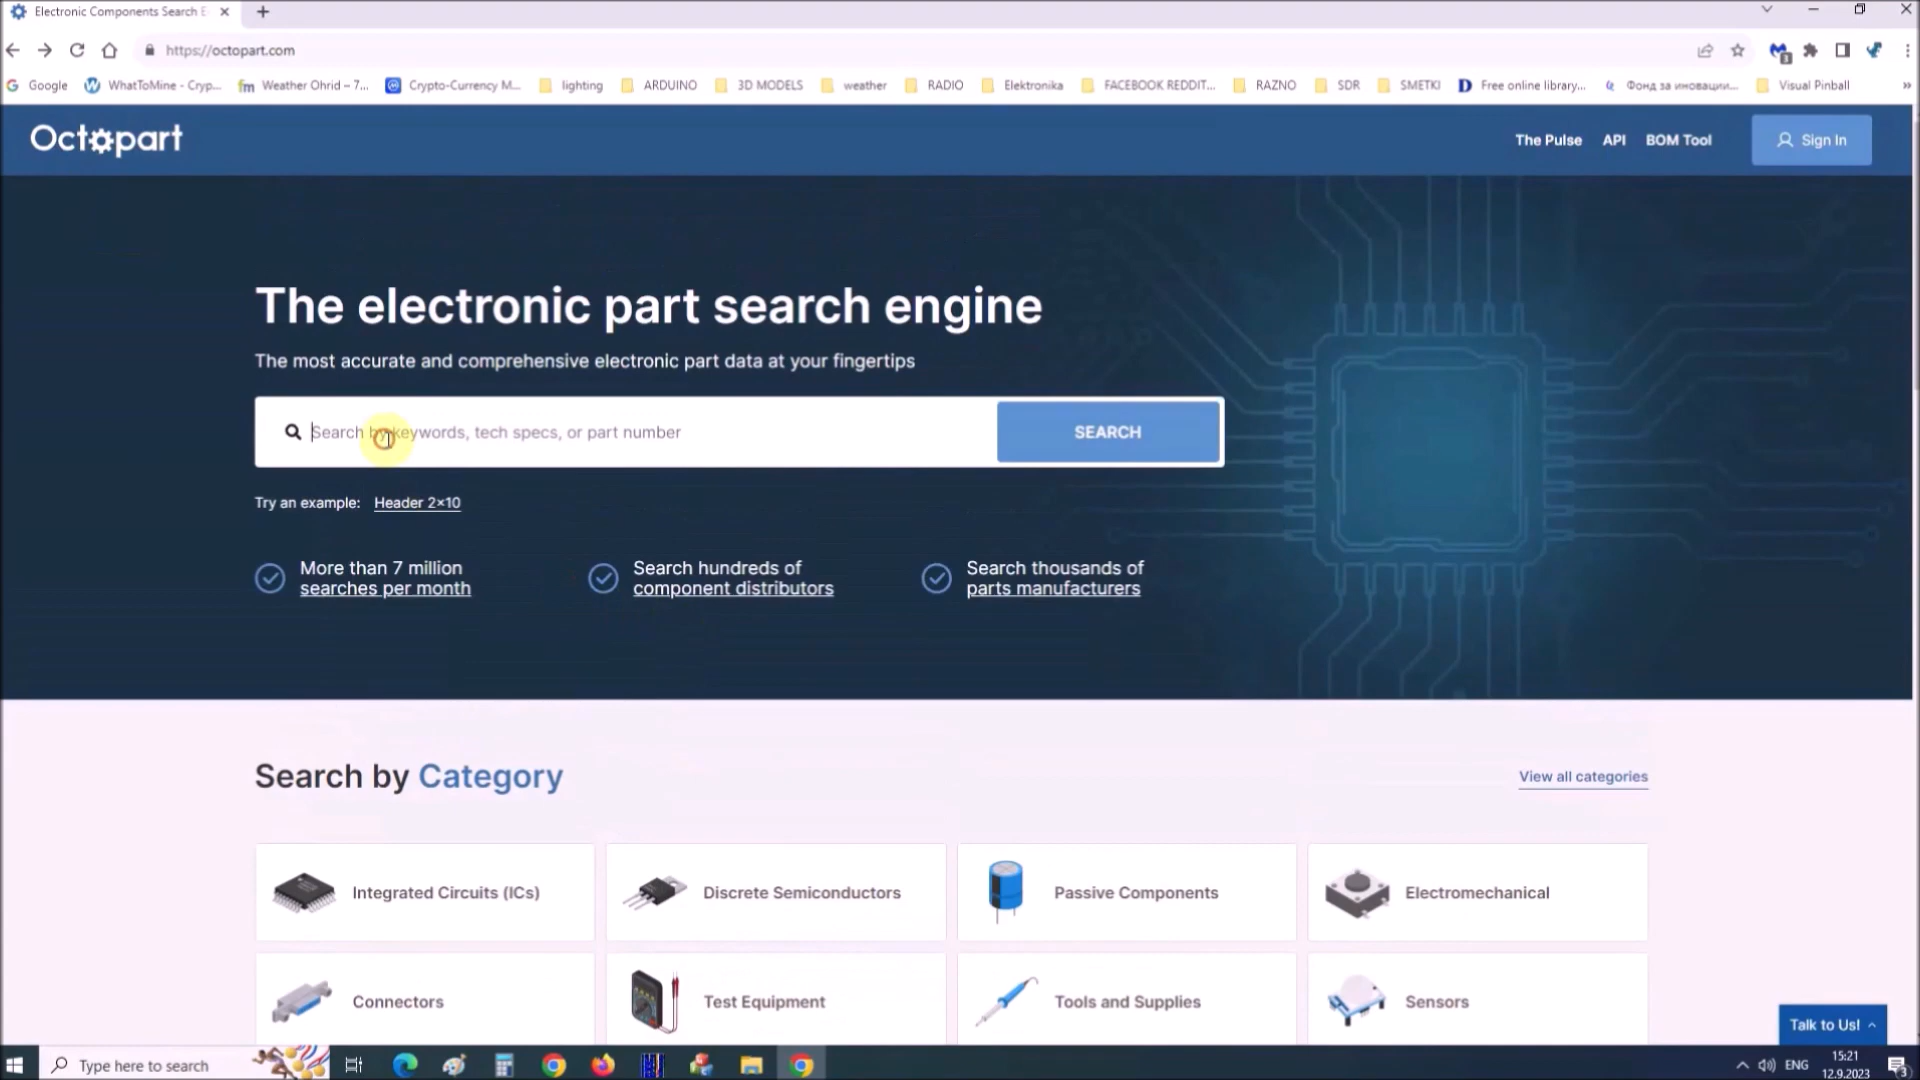 Electronic Components Search E
https://octopart.com
3
Google
WhatToMine - Cryp...
fm Weather Ohrid – 7...
Crypto-Currency M...
lighting
ARDUINO
3D MODELS
weather
RADIO
Elektronika
FACEBOOK REDDIT...
RAZNO
SDR
SMETKI
Free online library...
Фонд за иновации...
Visual Pinball
Octopart
The Pulse
API
BOM Tool
Sign In
The electronic part search engine
The most accurate and comprehensive electronic part data at your fingertips
Search by keywords, tech specs, or part number
SEARCH
Try an example: Header 2×10
More than 7 million
searches per month
Search hundreds of
component distributors
Search thousands of
parts manufacturers
Search by Category
View all categories
Integrated Circuits (ICs)
Discrete Semiconductors
Passive Components
Electromechanical
Connectors
Test Equipment
Tools and Supplies
Sensors
Talk to Us!
Type here to search
ENG
15:21
12.9.2023
3